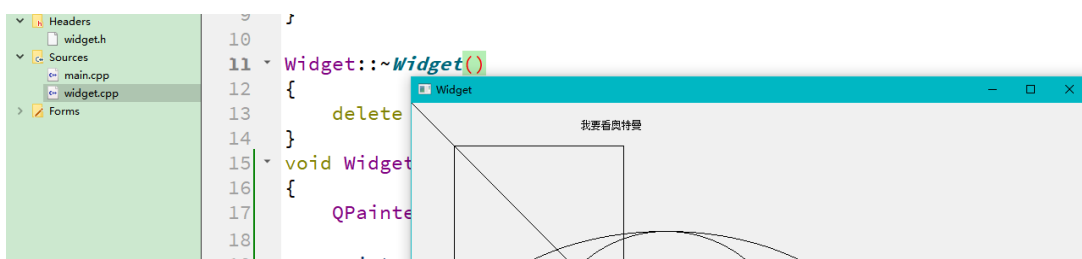 Headers
widget.h
Sources
main.cpp
widget.cpp
Forms
9 }
10
11 Widget::~Widget()
12 {
13 delete
14 }
15 void Widget
16 {
17 QPainte
18
Widget
我要看奥特曼